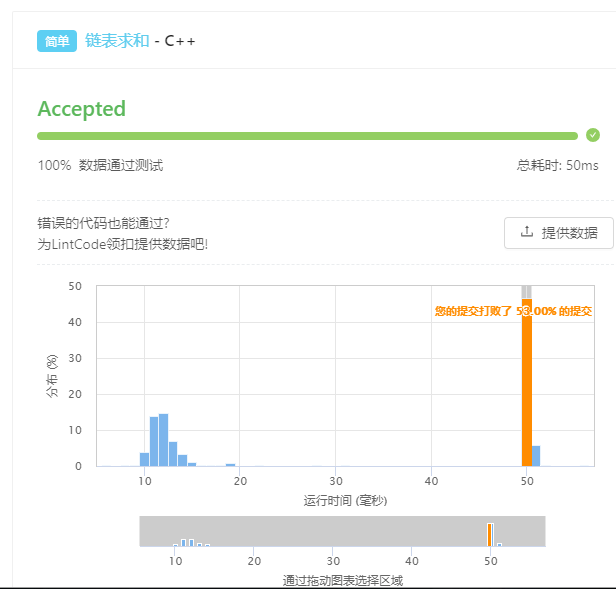 简单 链表求和 - C++
Accepted
100% 数据通过测试 总耗时: 50ms
错误的代码也能通过?
为LintCode领扣提供数据吧!
提供数据
50
您的提交打败了 53.00% 的提交
40
30
20
10
0
分布 (%)
10 20 30 40 50
运行时间 (毫秒)
10 20 30 40 50
通过拖动图表选择区域